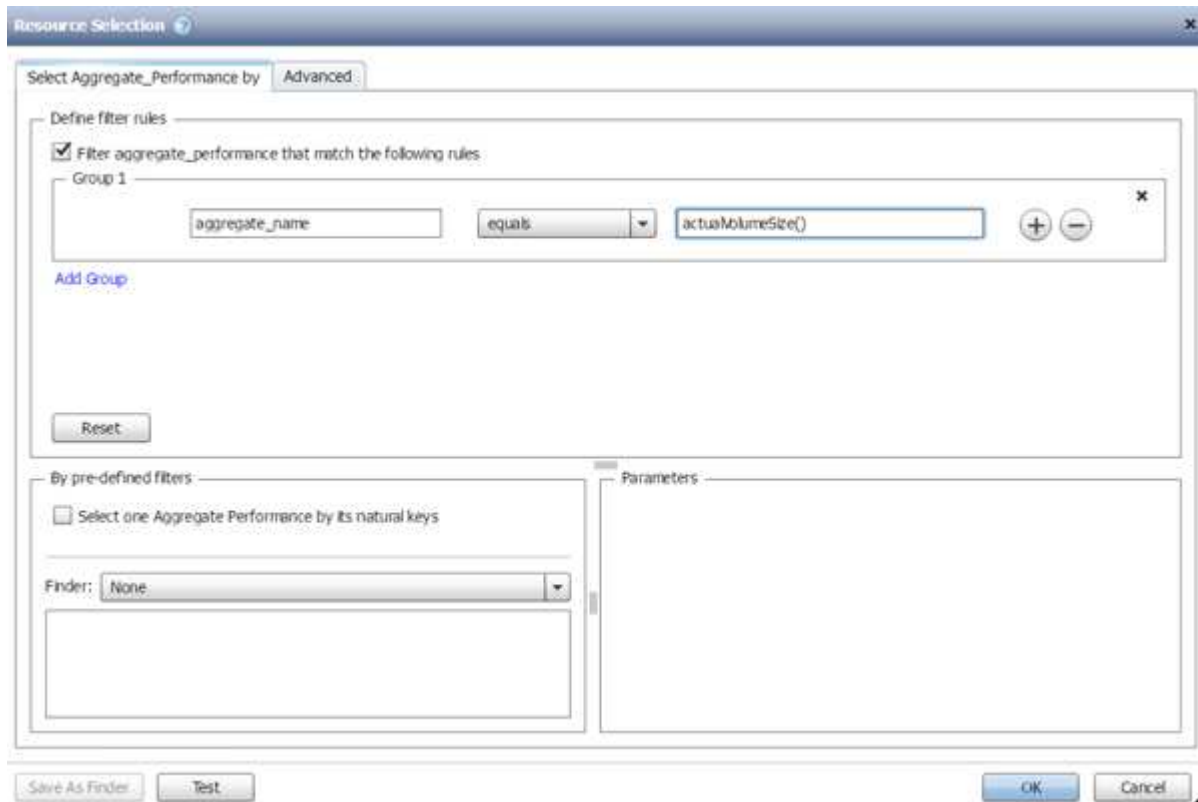 Resource Selection
Select Aggregate_Performance by
Advanced
Define filter rules
Filter aggregate_performance that match the following rules
Group 1
aggregate_name
equals
actualVolumeSize()
Add Group
Reset
By pre-defined filters
Select one Aggregate Performance by its natural keys
Finder:
None
Parameters
Save As Finder
Test
OK
Cancel